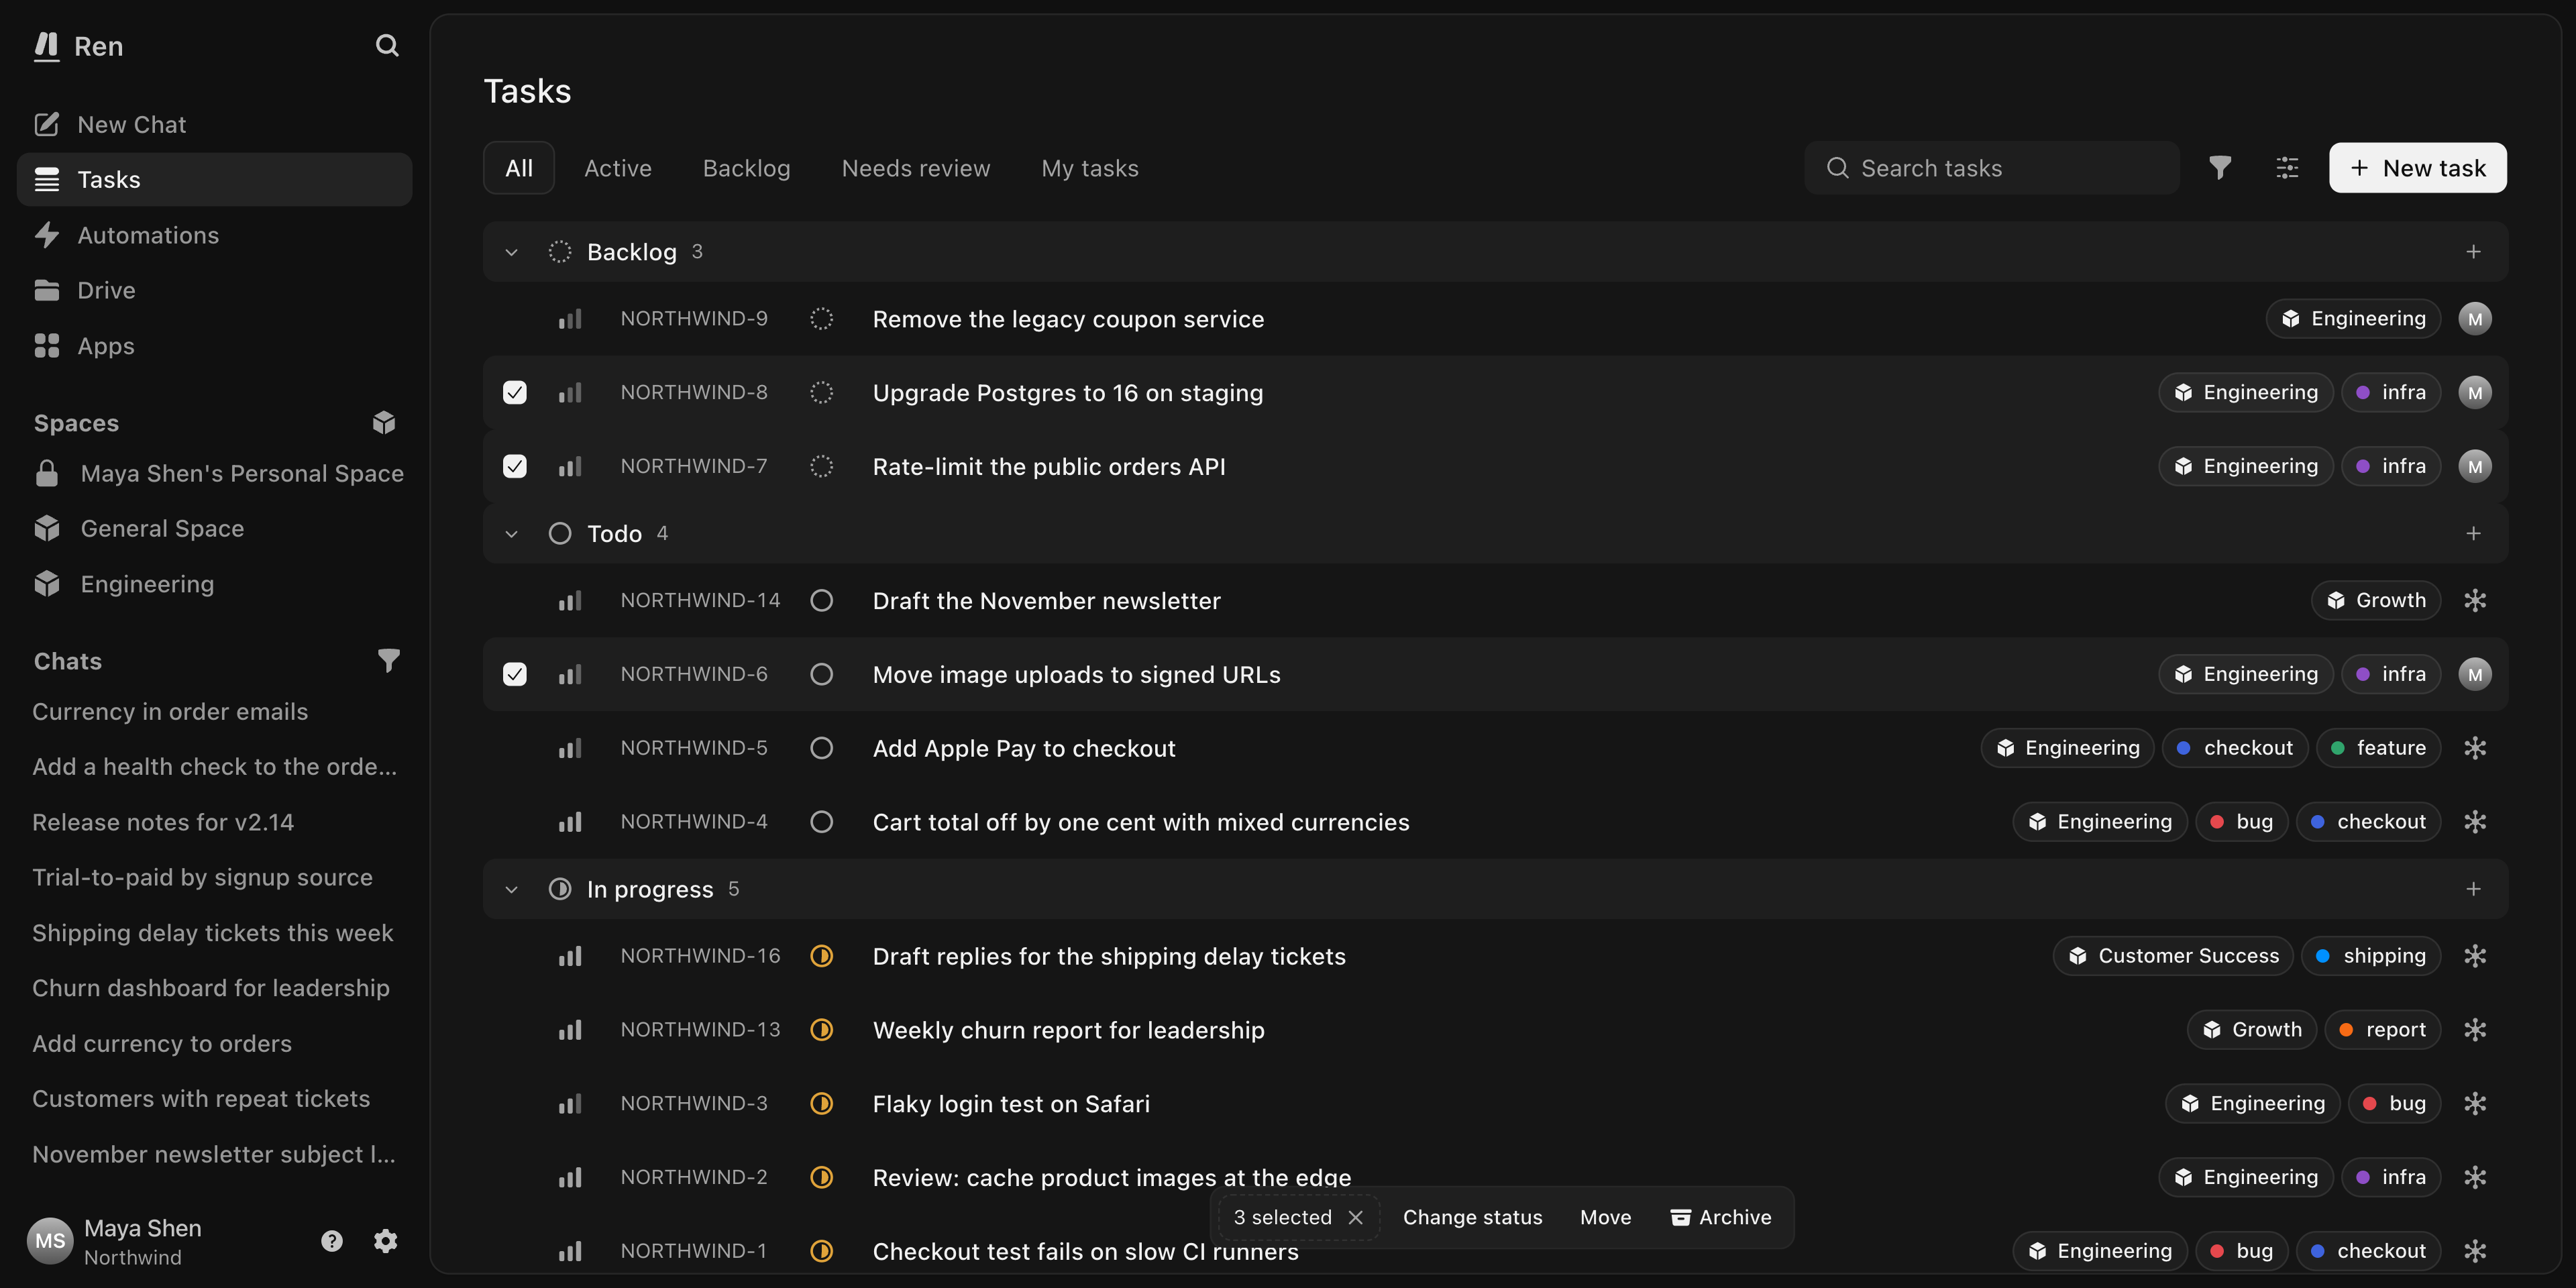 Ren
New Chat
Tasks
Automations
Drive
Apps
Spaces
Maya Shen's Personal Space
General Space
Engineering
Chats
Currency in order emails
Add a health check to the orde...
Release notes for v2.14
Trial-to-paid by signup source
Shipping delay tickets this week
Churn dashboard for leadership
Add currency to orders
Customers with repeat tickets
November newsletter subject l...
MS
Maya Shen
Northwind
Tasks
All Active Backlog Needs review My tasks Search tasks New task
Backlog 3
NORTHWIND-9 Remove the legacy coupon service Engineering M
NORTHWIND-8 Upgrade Postgres to 16 on staging Engineering infra M
NORTHWIND-7 Rate-limit the public orders API Engineering infra M
Todo 4
NORTHWIND-14 Draft the November newsletter Growth
NORTHWIND-6 Move image uploads to signed URLs Engineering infra M
NORTHWIND-5 Add Apple Pay to checkout Engineering checkout feature
NORTHWIND-4 Cart total off by one cent with mixed currencies Engineering bug checkout
In progress 5
NORTHWIND-16 Draft replies for the shipping delay tickets Customer Success shipping
NORTHWIND-13 Weekly churn report for leadership Growth report
NORTHWIND-3 Flaky login test on Safari Engineering bug
NORTHWIND-2 Review: cache product images at the edge Engineering infra
3 selected Change status Move Archive
NORTHWIND-1 Checkout test fails on slow CI runners Engineering bug checkout